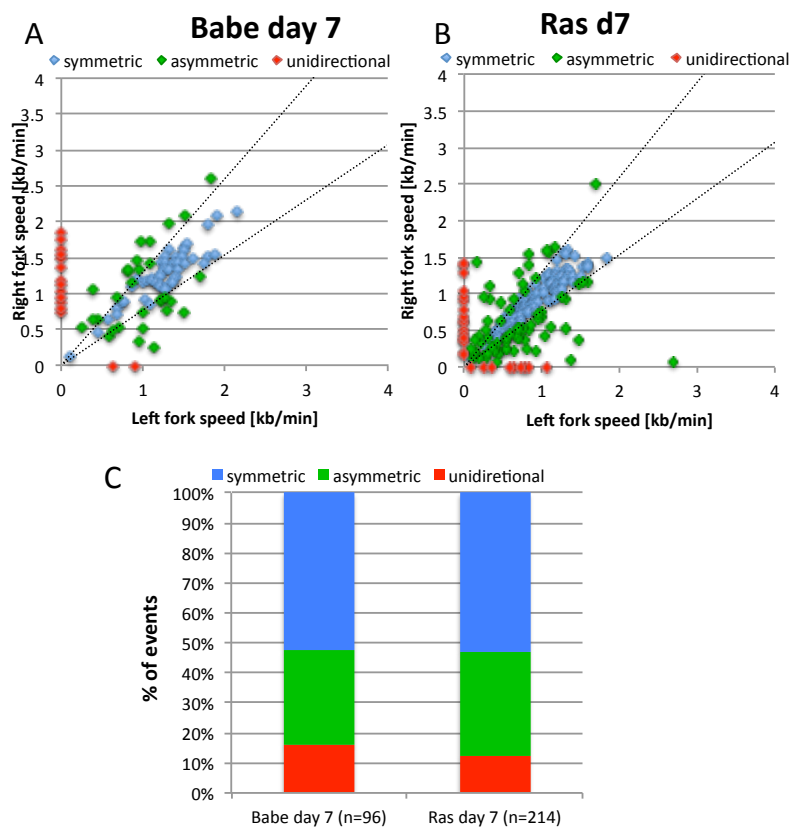 A Babe day 7
symmetric asymmetric unidirectional
Right fork speed [kb/min]
4
3.5
3
2.5
2
1.5
1
0.5
0
0 1 2 3 4
Left fork speed [kb/min]
B Ras d7
symmetric asymmetric unidirectional
Right fork speed [kb/min]
4
3.5
3
2.5
2
1.5
1
0.5
0
0 1 2 3 4
Left fork speed [kb/min]
C
symmetric asymmetric unidiretional
% of events
100%
90%
80%
70%
60%
50%
40%
30%
20%
10%
0%
Babe day 7 (n=96) Ras day 7 (n=214)